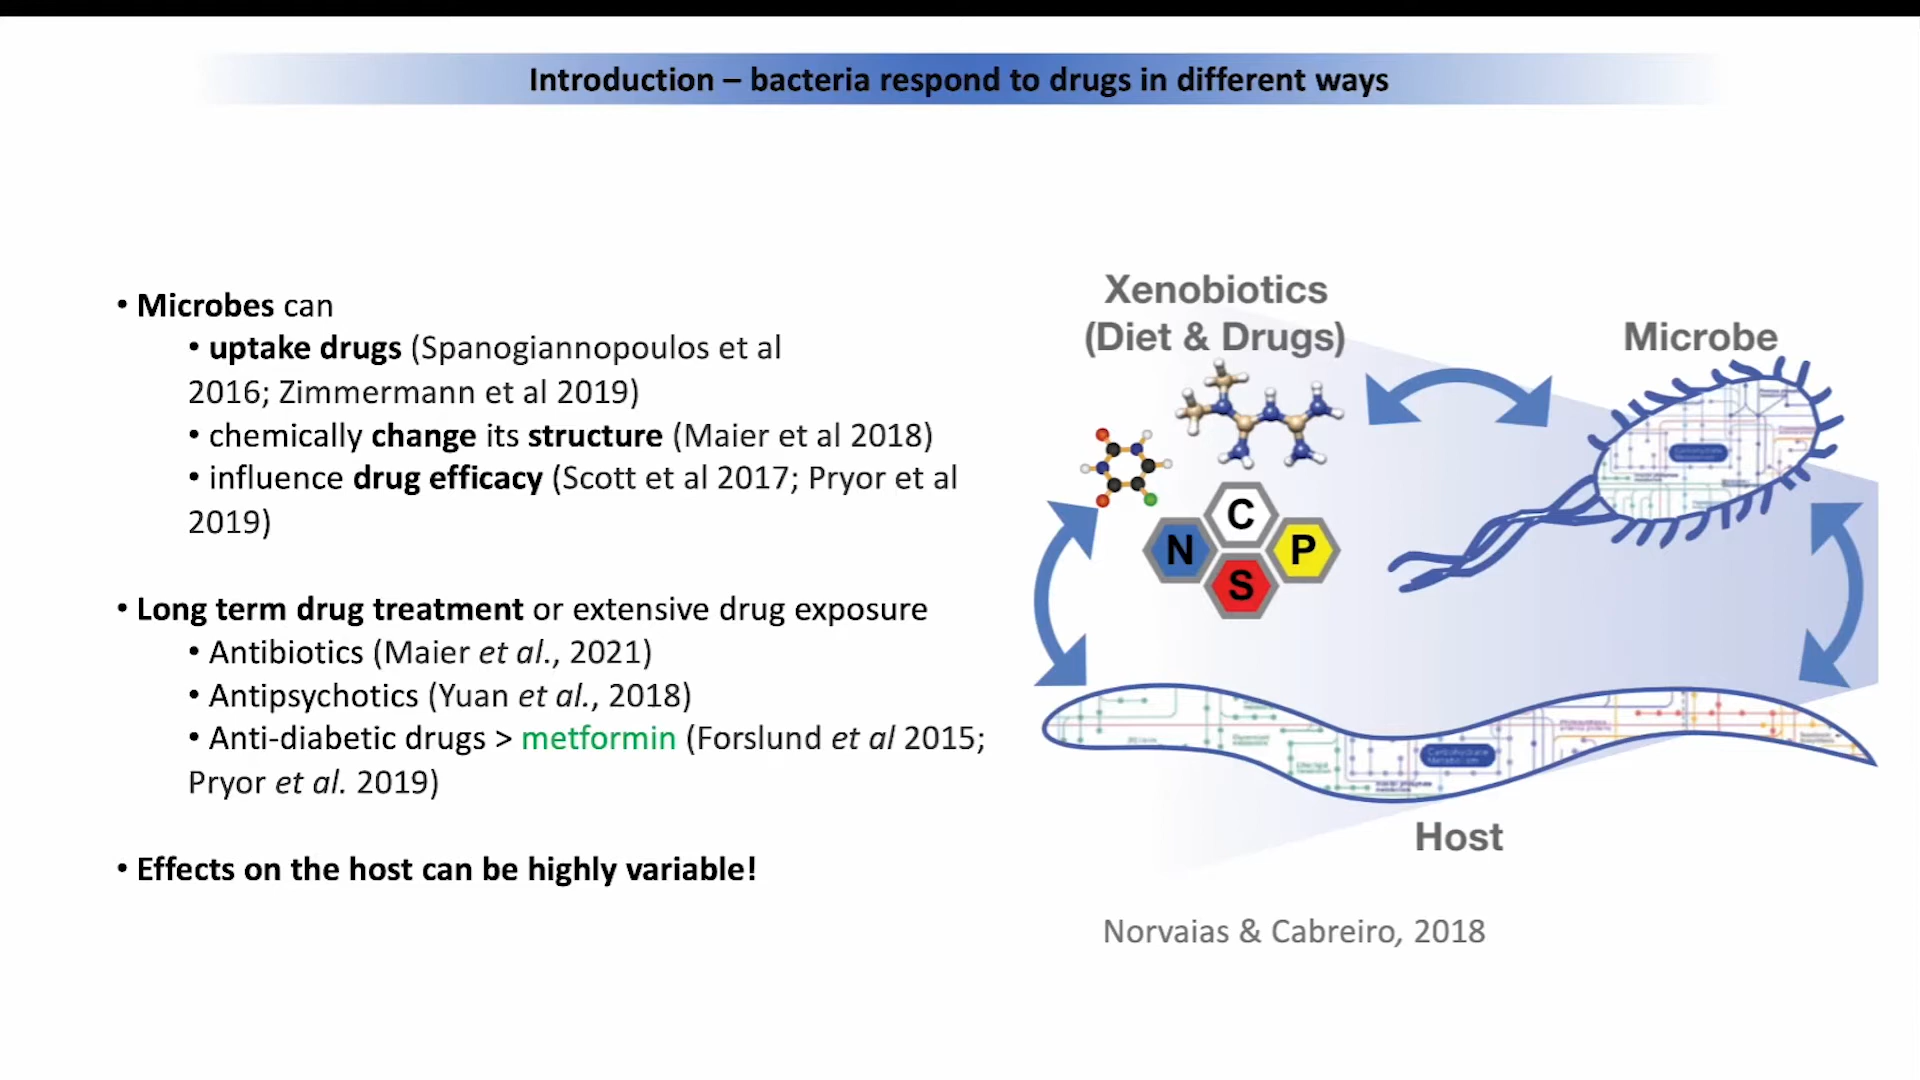 Introduction – bacteria respond to drugs in different ways
• Microbes can
• uptake drugs (Spanogiannopoulos et al
2016; Zimmermann et al 2019)
• chemically change its structure (Maier et al 2018)
• influence drug efficacy (Scott et al 2017; Pryor et al
2019)
• Long term drug treatment or extensive drug exposure
• Antibiotics (Maier et al., 2021)
• Antipsychotics (Yuan et al., 2018)
• Anti-diabetic drugs > metformin (Forslund et al 2015;
Pryor et al. 2019)
• Effects on the host can be highly variable!
Xenobiotics
(Diet & Drugs)
Microbe
C
N
P
S
Carbohydrate
Metabolism
Host
Norvaias & Cabreiro, 2018